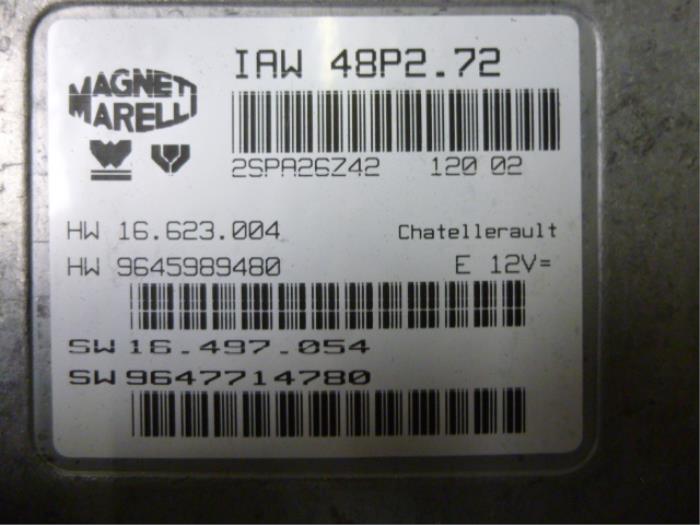 MAGNETI
MARELLI
IAW 48P2.72
2SPA26Z42 120 02
HW 16.623.004 Chatellerault
HW 9645989480 E 12V=
SW 16.497.054
SW 9647714780